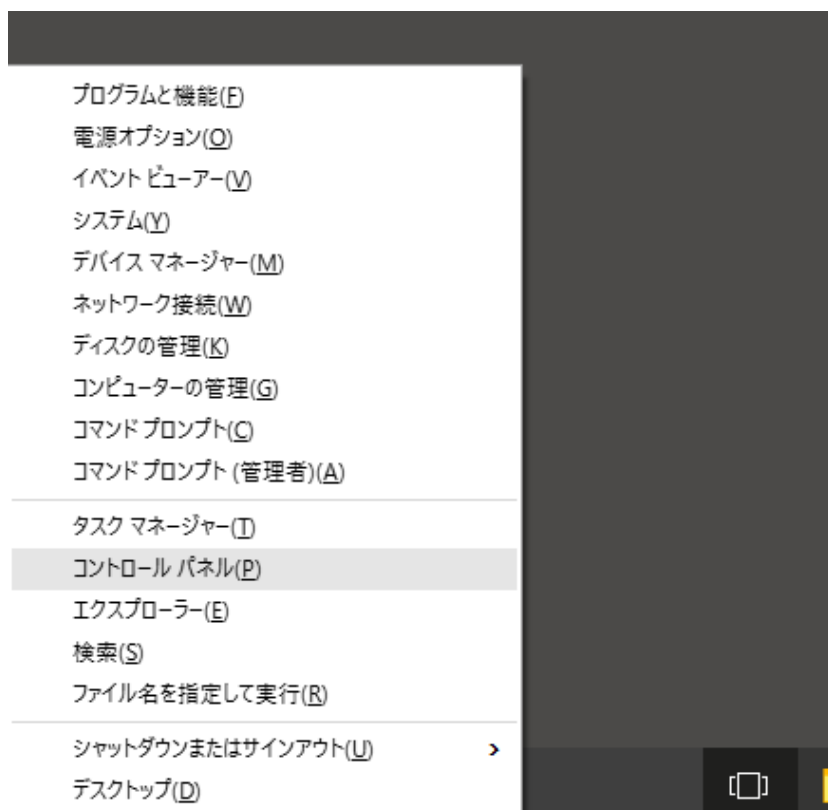 プログラムと機能(F)
電源オプション(O)
イベント ビューアー(V)
システム(Y)
デバイス マネージャー(M)
ネットワーク接続(W)
ディスクの管理(K)
コンピューターの管理(G)
コマンド プロンプト(C)
コマンド プロンプト (管理者)(A)
タスク マネージャー(T)
コントロール パネル(P)
エクスプローラー(E)
検索(S)
ファイル名を指定して実行(R)
シャットダウンまたはサインアウト(U)
デスクトップ(D)